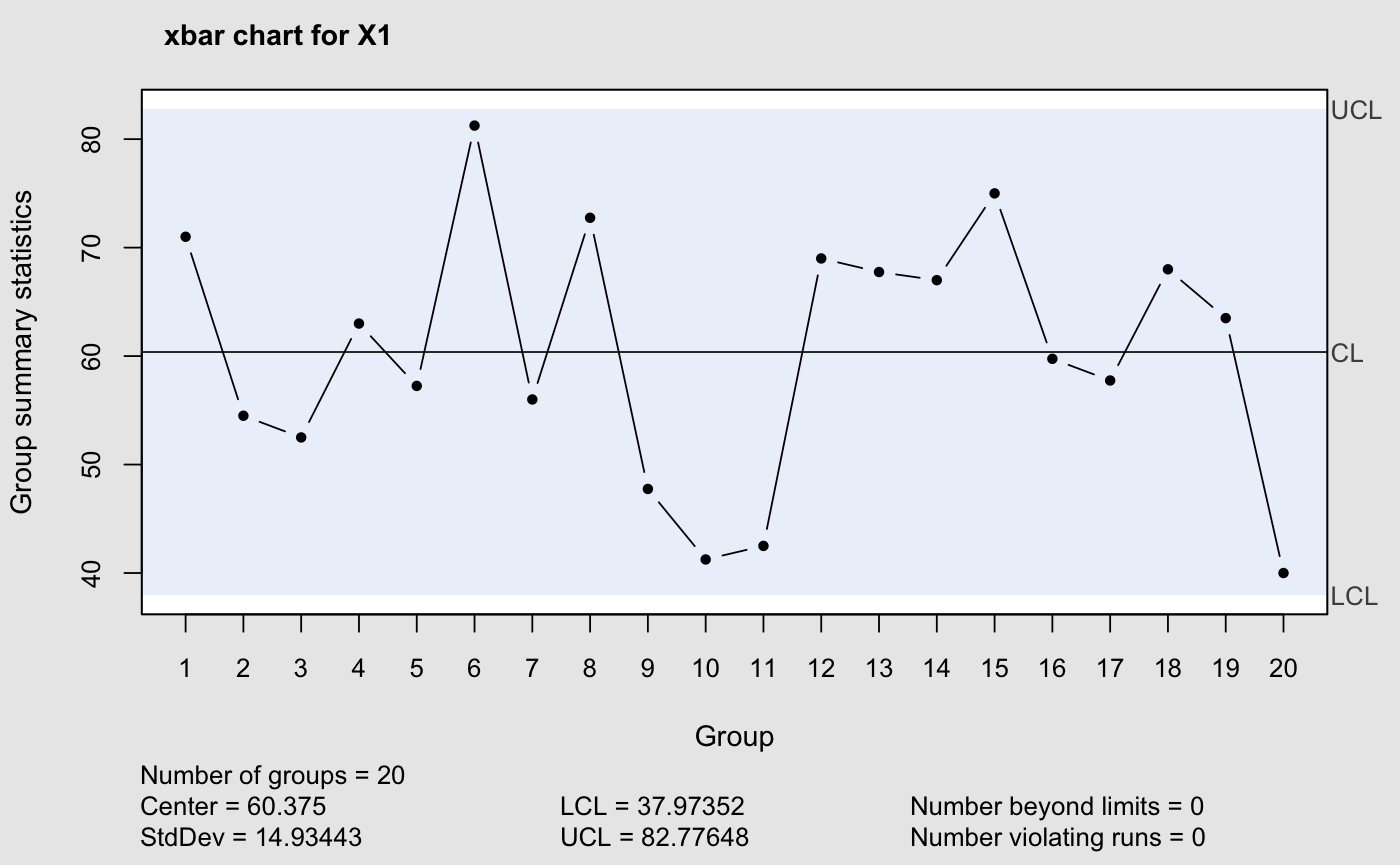 xbar chart for X1
UCL
80
70
60
50
40
Group summary statistics
CL
LCL
1 2 3 4 5 6 7 8 9 10 11 12 13 14 15 16 17 18 19 20
Group
Number of groups = 20
Center = 60.375 LCL = 37.97352 Number beyond limits = 0
StdDev = 14.93443 UCL = 82.77648 Number violating runs = 0